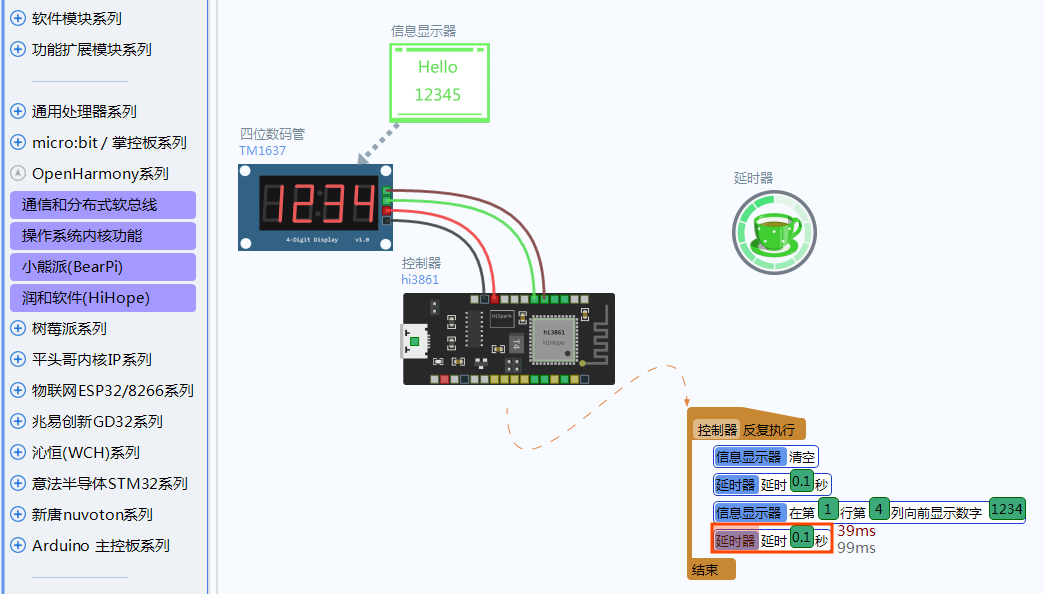 软件模块系列
功能扩展模块系列
通用处理器系列
micro:bit / 掌控板系列
OpenHarmony系列
通信和分布式软总线
操作系统内核功能
小熊派(BearPi)
润和软件(HiHope)
树莓派系列
平头哥内核IP系列
物联网ESP32/8266系列
兆易创新GD32系列
沁恒(WCH)系列
意法半导体STM32系列
新唐nuvoton系列
Arduino 主控板系列
信息显示器
Hello
12345
四位数码管
TM1637
1234
4-Digit Display v1.0
控制器
hi3861
HiSpark
T4
hi3861
HiHope
延时器
控制器 反复执行
信息显示器 清空
延时器 延时 0.1 秒
信息显示器 在第 1 行第 4 列向前显示数字 1234
延时器 延时 0.1 秒
39ms
99ms
结束